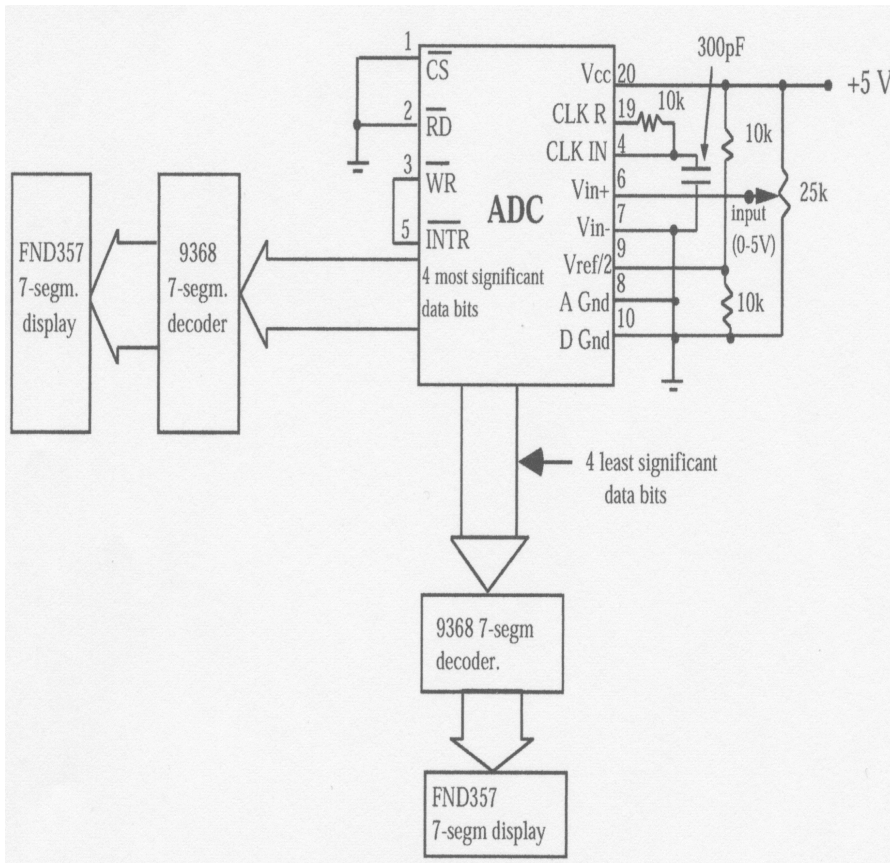 300pF
1
CS
Vcc
20
+5 V
2
RD
CLK R
19
10k
10k
CLK IN
4
3
WR
Vin+
6
25k
ADC
input
(0-5V)
5
INTR
Vin-
7
4 most significant
data bits
Vref/2
9
A Gnd
8
10k
D Gnd
10
FND357
7-segm.
display
9368
7-segm.
decoder
4 least significant
data bits
9368 7-segm
decoder.
FND357
7-segm display